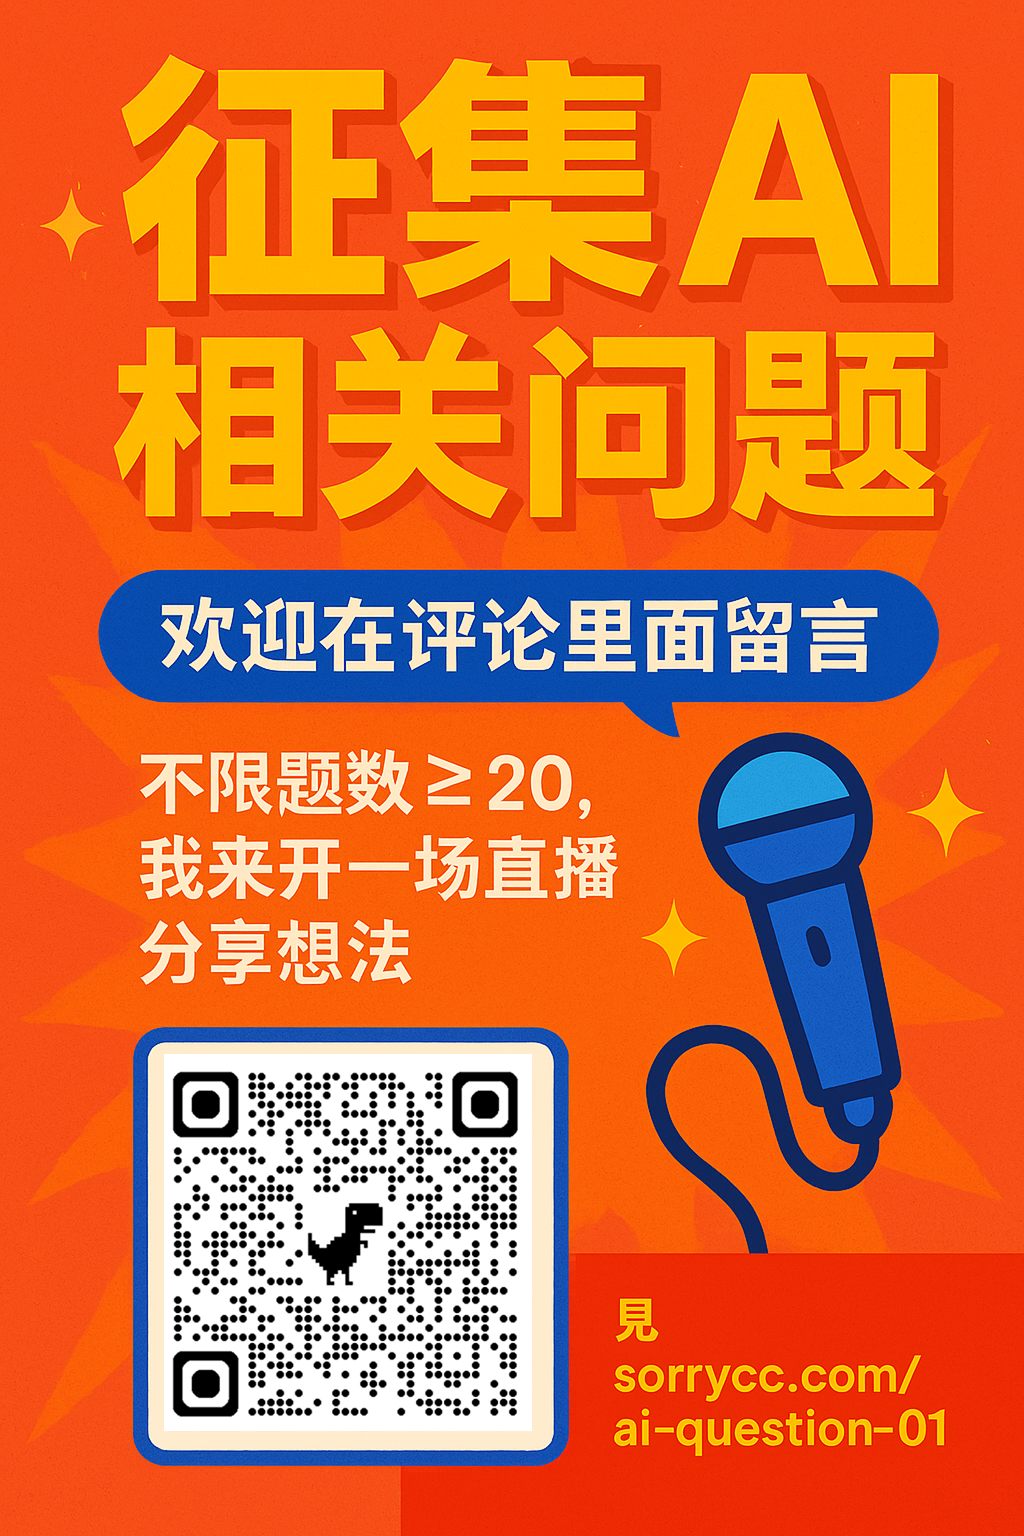 征集AI
相关问题
欢迎在评论里面留言
不限题数≥20,
我来开一场直播
分享想法
見
sorrycc.com/
ai-question-01